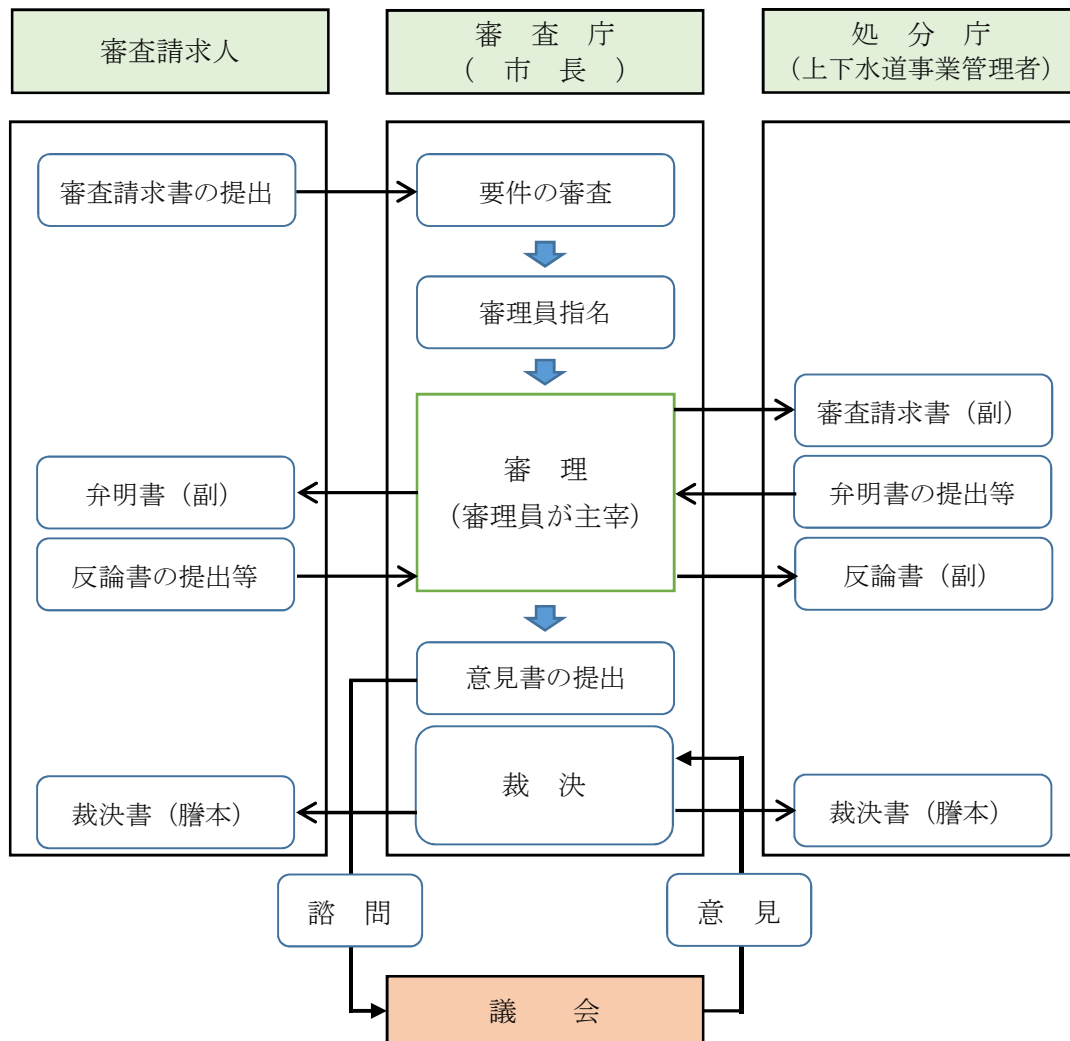 審査請求人
審　査　庁
（　市　長　）
処　分　庁
（上下水道事業管理者）
審査請求書の提出
要件の審査
審理員指名
審　理
（審理員が主宰）
審査請求書（副）
弁明書（副）
弁明書の提出等
反論書の提出等
反論書（副）
意見書の提出
裁　決
裁決書（謄本）
裁決書（謄本）
諮　問
意　見
議　会